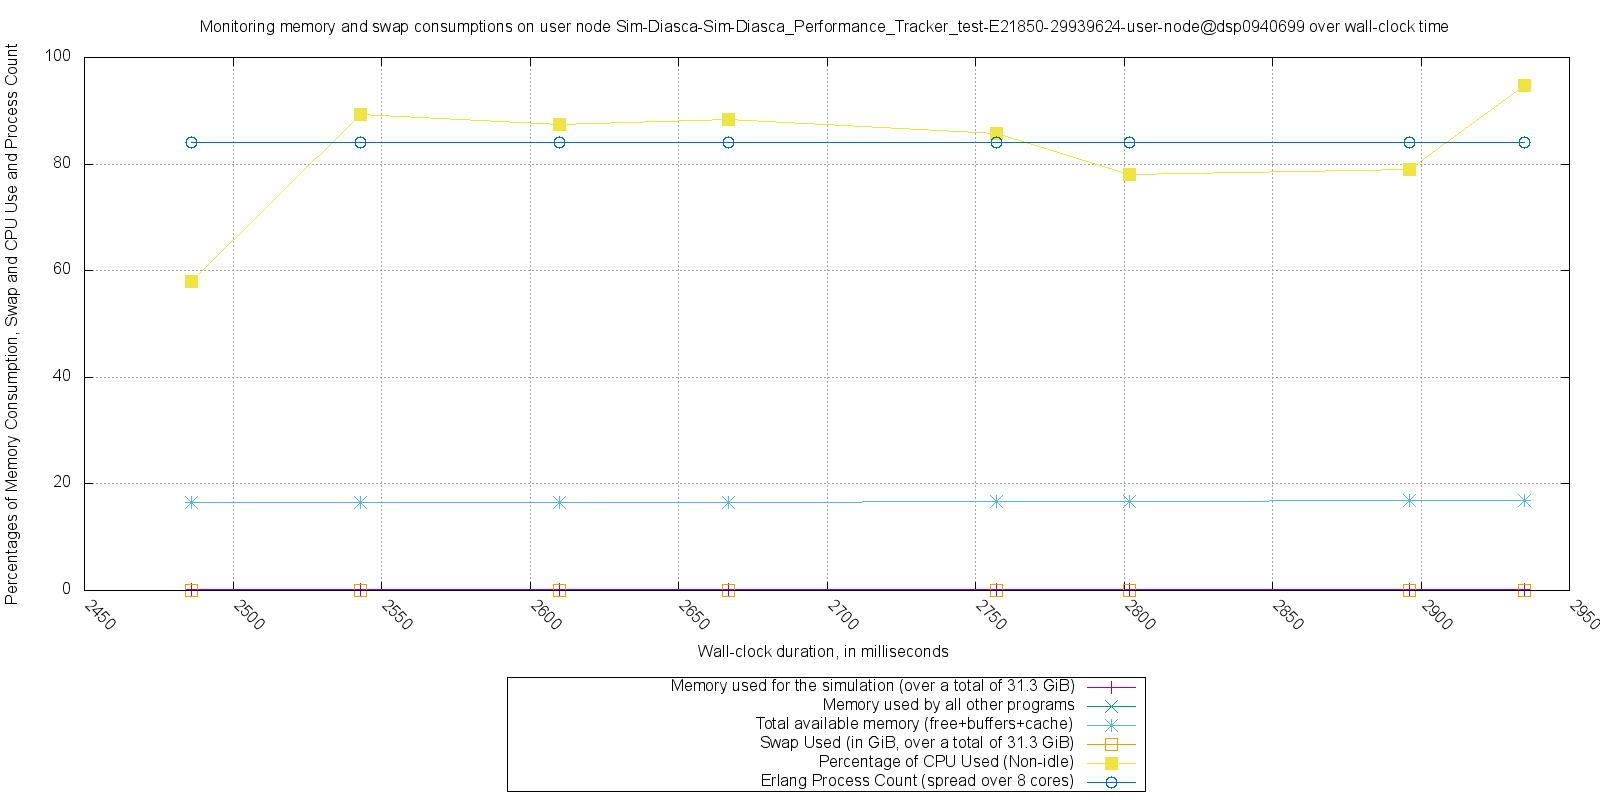 Monitoring memory and swap consumptions on user node Sim-Diasca-Sim-Diasca_Performance_Tracker_test-E21850-29939624-user-node@dsp0940699 over wall-clock time
Percentages of Memory Consumption, Swap and CPU Use and Process Count
100
80
60
40
20
0
2450
2500
2550
2600
2650
2700
2750
2800
2850
2900
2950
Wall-clock duration, in milliseconds
Memory used for the simulation (over a total of 31.3 GiB)
Memory used by all other programs
Total available memory (free+buffers+cache)
Swap Used (in GiB, over a total of 31.3 GiB)
Percentage of CPU Used (Non-idle)
Erlang Process Count (spread over 8 cores)